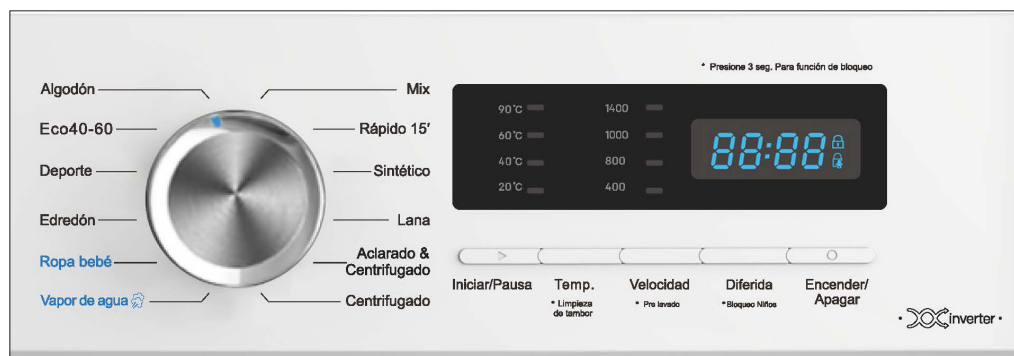 * Presione 3 seg. Para función de bloqueo
Algodón
Mix
Eco40-60
Rápido 15'
Deporte
Sintético
Edredón
Lana
Ropa bebé
Aclarado &
Centrifugado
Vapor de agua
Centrifugado
90°C
1400
60°C
1000
40°C
800
20°C
400
88:88
Iniciar/Pausa
Temp.
* Limpieza
de tambor
Velocidad
* Pre lavado
Diferida
*Bloqueo Niños
Encender/
Apagar
inverter